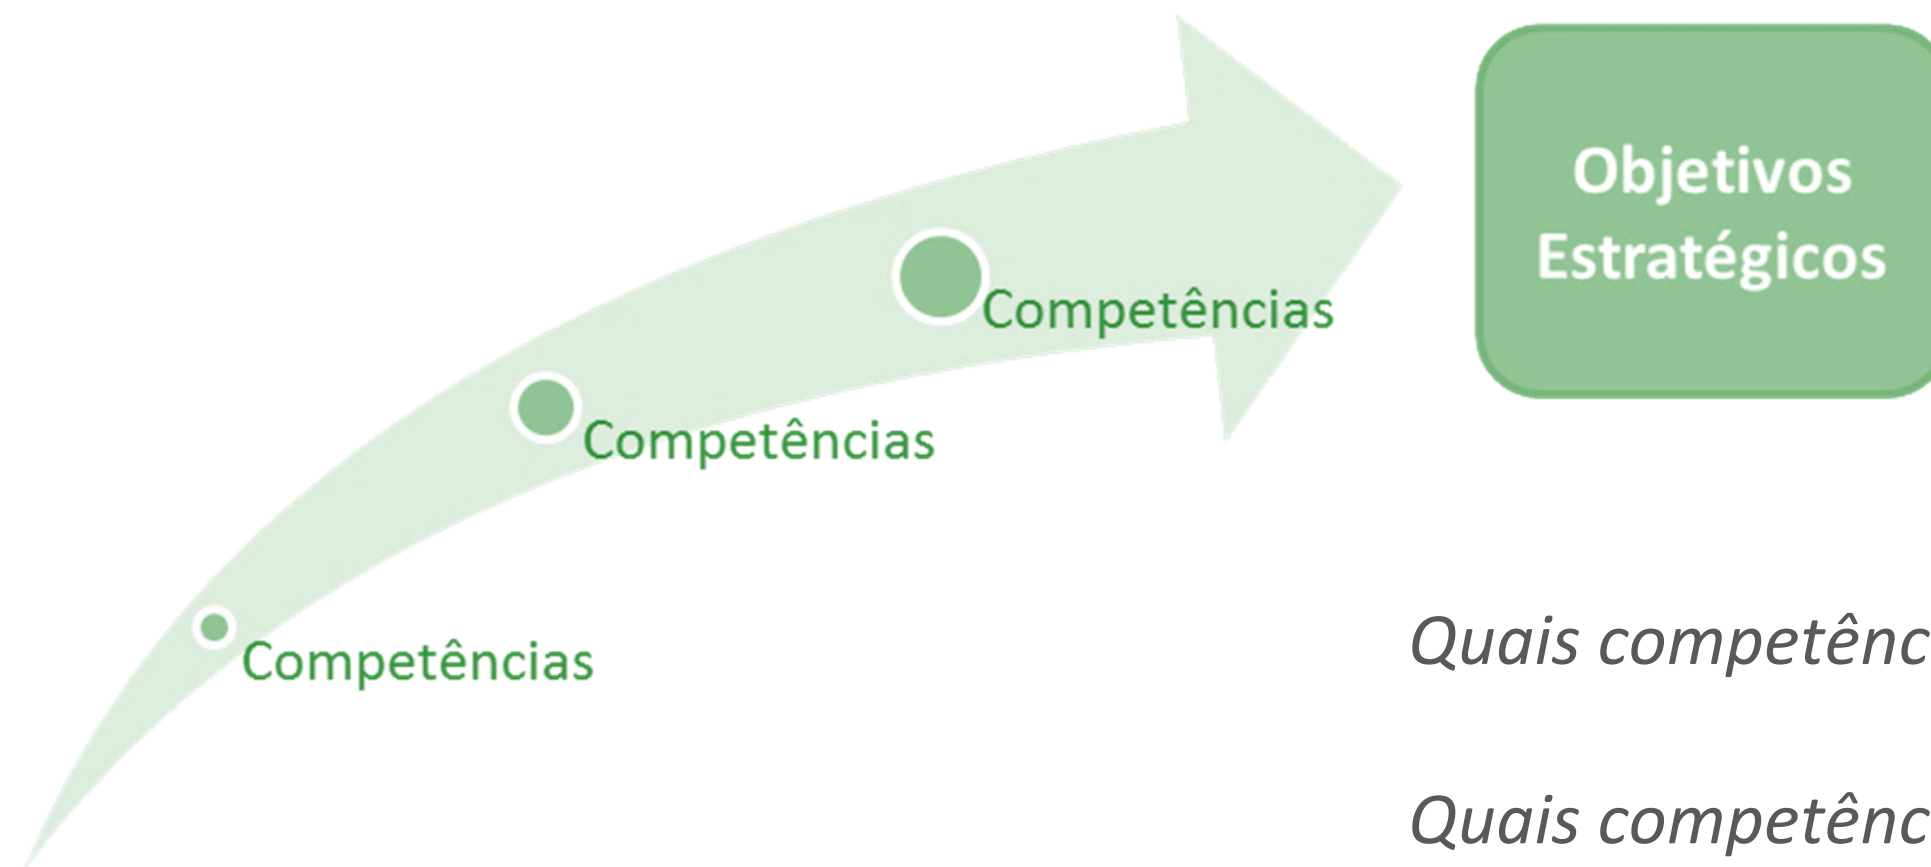 Objetivos
Estratégicos
Competências
Competências
Competências
Quais competênc
Quais competênc